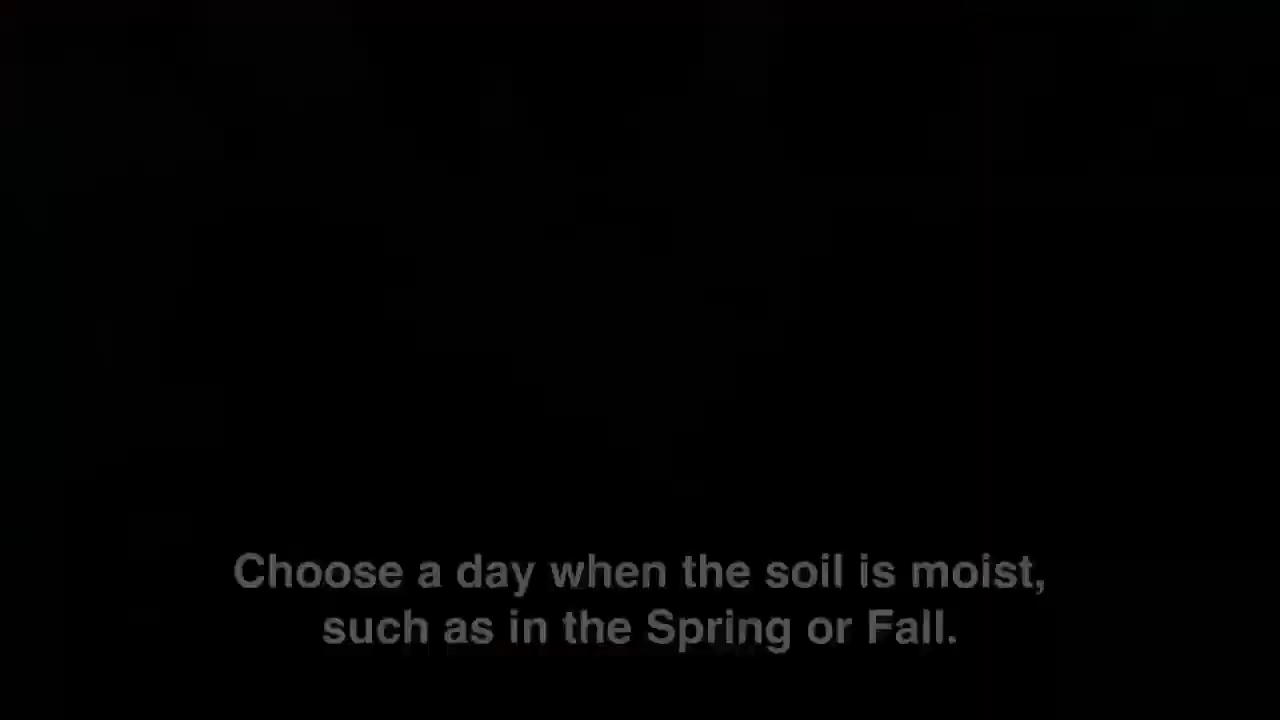 Choose a day when the soil is moist,
such as in the Spring or Fall.